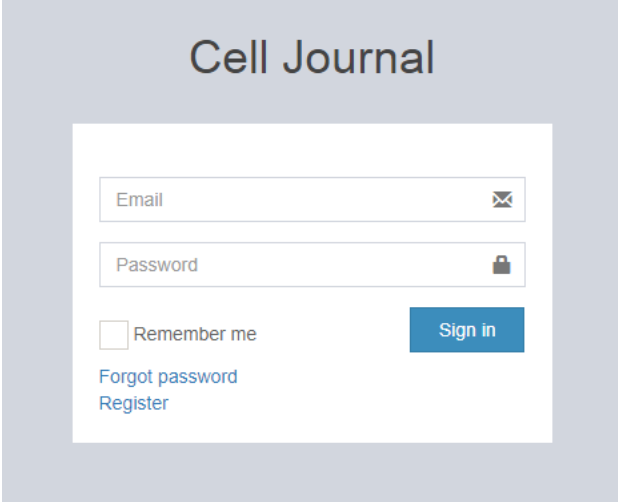 Cell Journal
Email
Password
Remember me
Sign in
Forgot password
Register